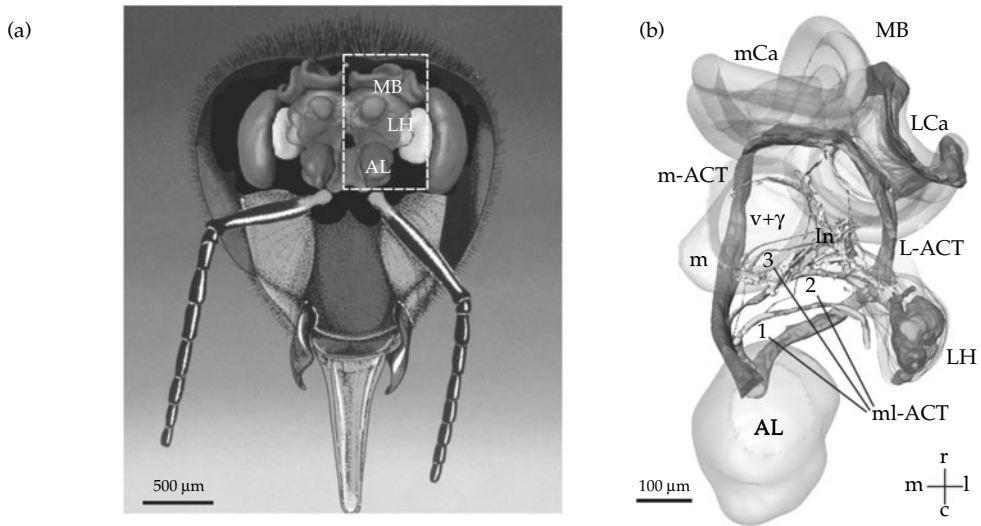 (a)
MB
LH
AL
500 µm
(b)
MB
mCa
LCa
m-ACT
v+γ
In
L-ACT
m
3
2
1
LH
ml-ACT
AL
100 µm
r
m l
c